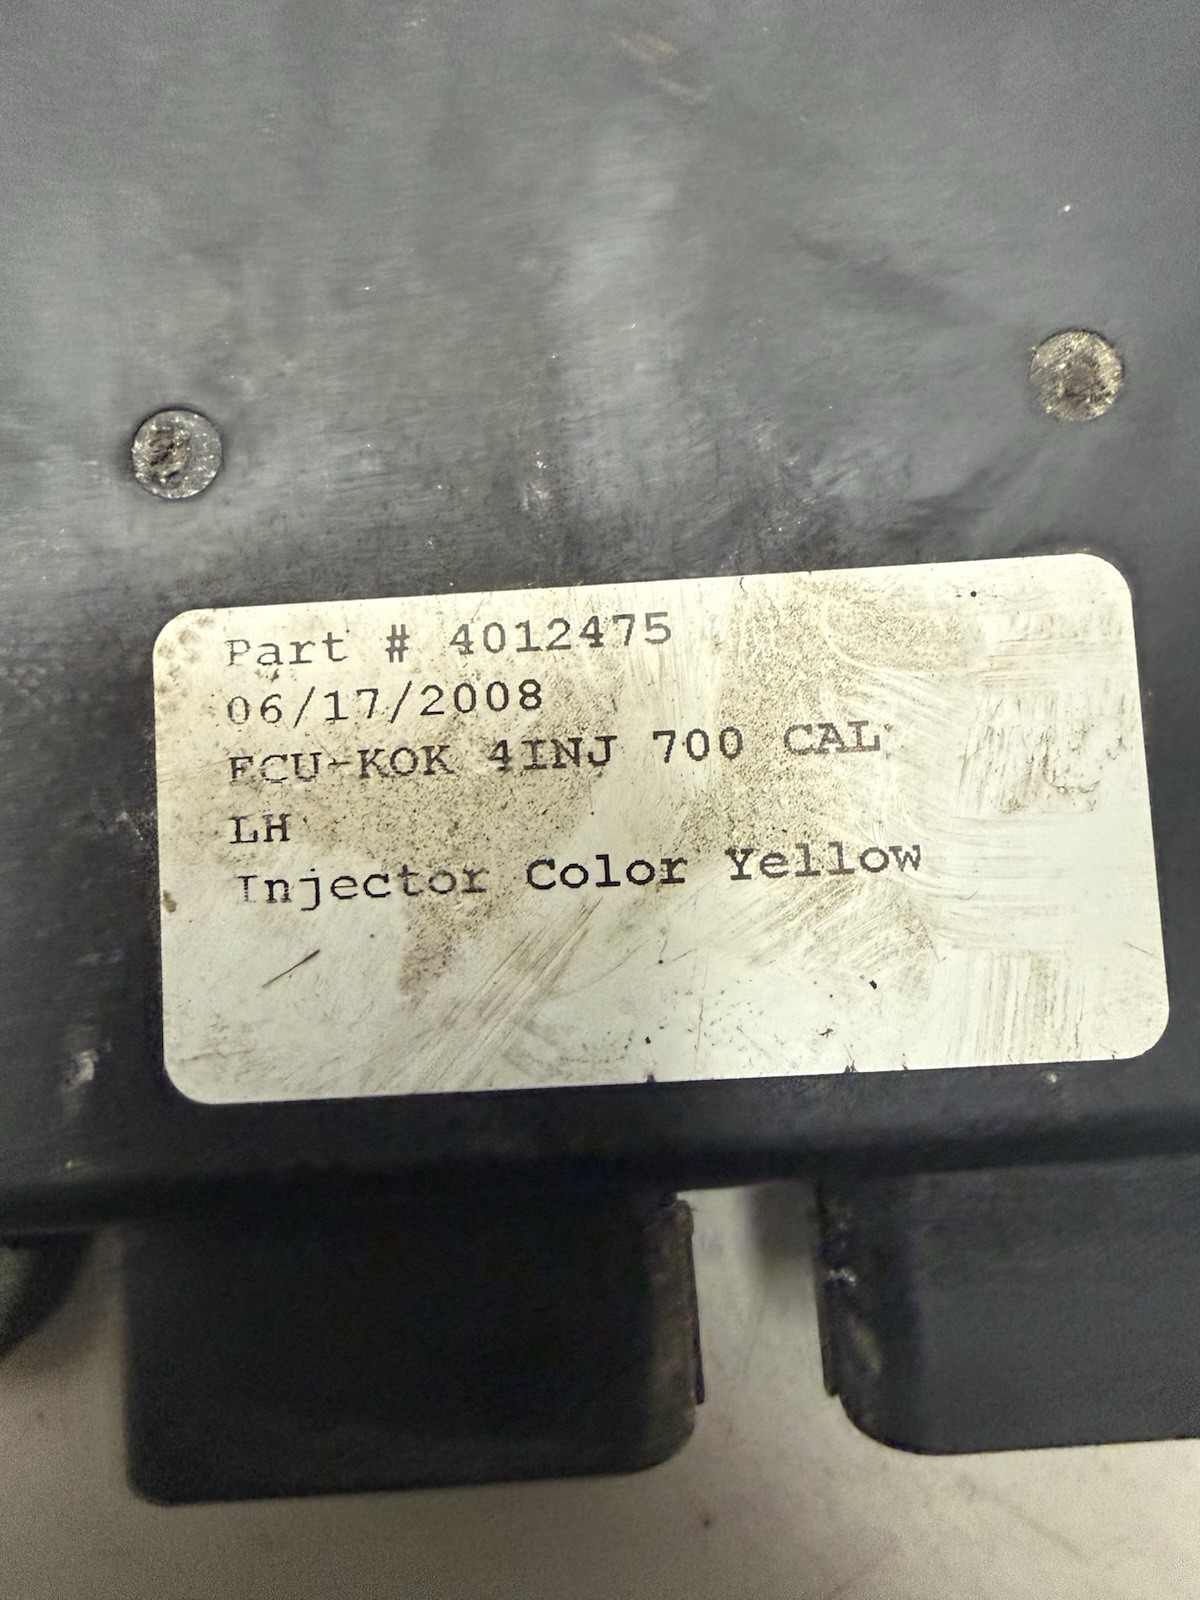 Part # 4012475
06/17/2008
ECU-KOK 4INJ 700 CAL
LH
Injector Color Yellow